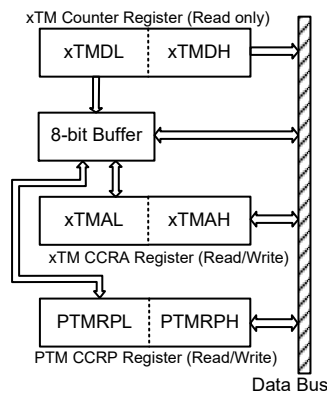 xTM Counter Register (Read only)
xTMDL xTMDH
8-bit Buffer
xTMAL xTMAH
xTM CCRA Register (Read/Write)
PTMRPL PTMRPH
PTM CCRP Register (Read/Write)
Data Bus